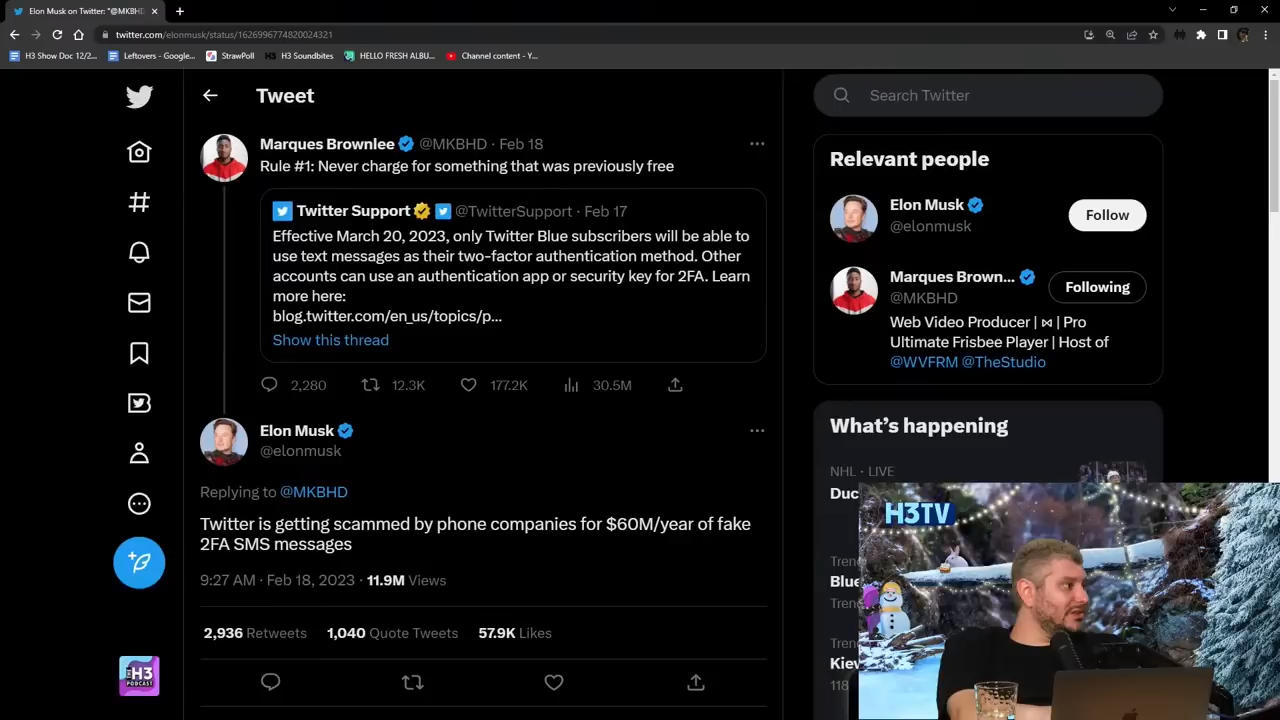 Elon Musk on Twitter: "@MKBHD
twitter.com/elonmusk/status/1626996774820024321
H3 Show Doc 12/2...
Leftovers - Google...
StrawPoll
H3 Soundbites
HELLO FRESH ALBU...
Channel content - Y...
Tweet
Search Twitter
Marques Brownlee @MKBHD · Feb 18
Rule #1: Never charge for something that was previously free
Twitter Support @TwitterSupport · Feb 17
Effective March 20, 2023, only Twitter Blue subscribers will be able to
use text messages as their two-factor authentication method. Other
accounts can use an authentication app or security key for 2FA. Learn
more here:
blog.twitter.com/en_us/topics/p...
Show this thread
2,280 12.3K 177.2K 30.5M
Elon Musk
@elonmusk
Replying to @MKBHD
Twitter is getting scammed by phone companies for $60M/year of fake
2FA SMS messages
9:27 AM · Feb 18, 2023 · 11.9M Views
2,936 Retweets 1,040 Quote Tweets 57.9K Likes
THE H3 PODCAST
Relevant people
Elon Musk
@elonmusk
Follow
Marques Brown...
@MKBHD
Following
Web Video Producer | ⋈ | Pro
Ultimate Frisbee Player | Host of
@WVFRM @TheStudio
What's happening
NHL · LIVE
Duc
Tren
Blue
Tren
Tren
Kiev
118
H3TV